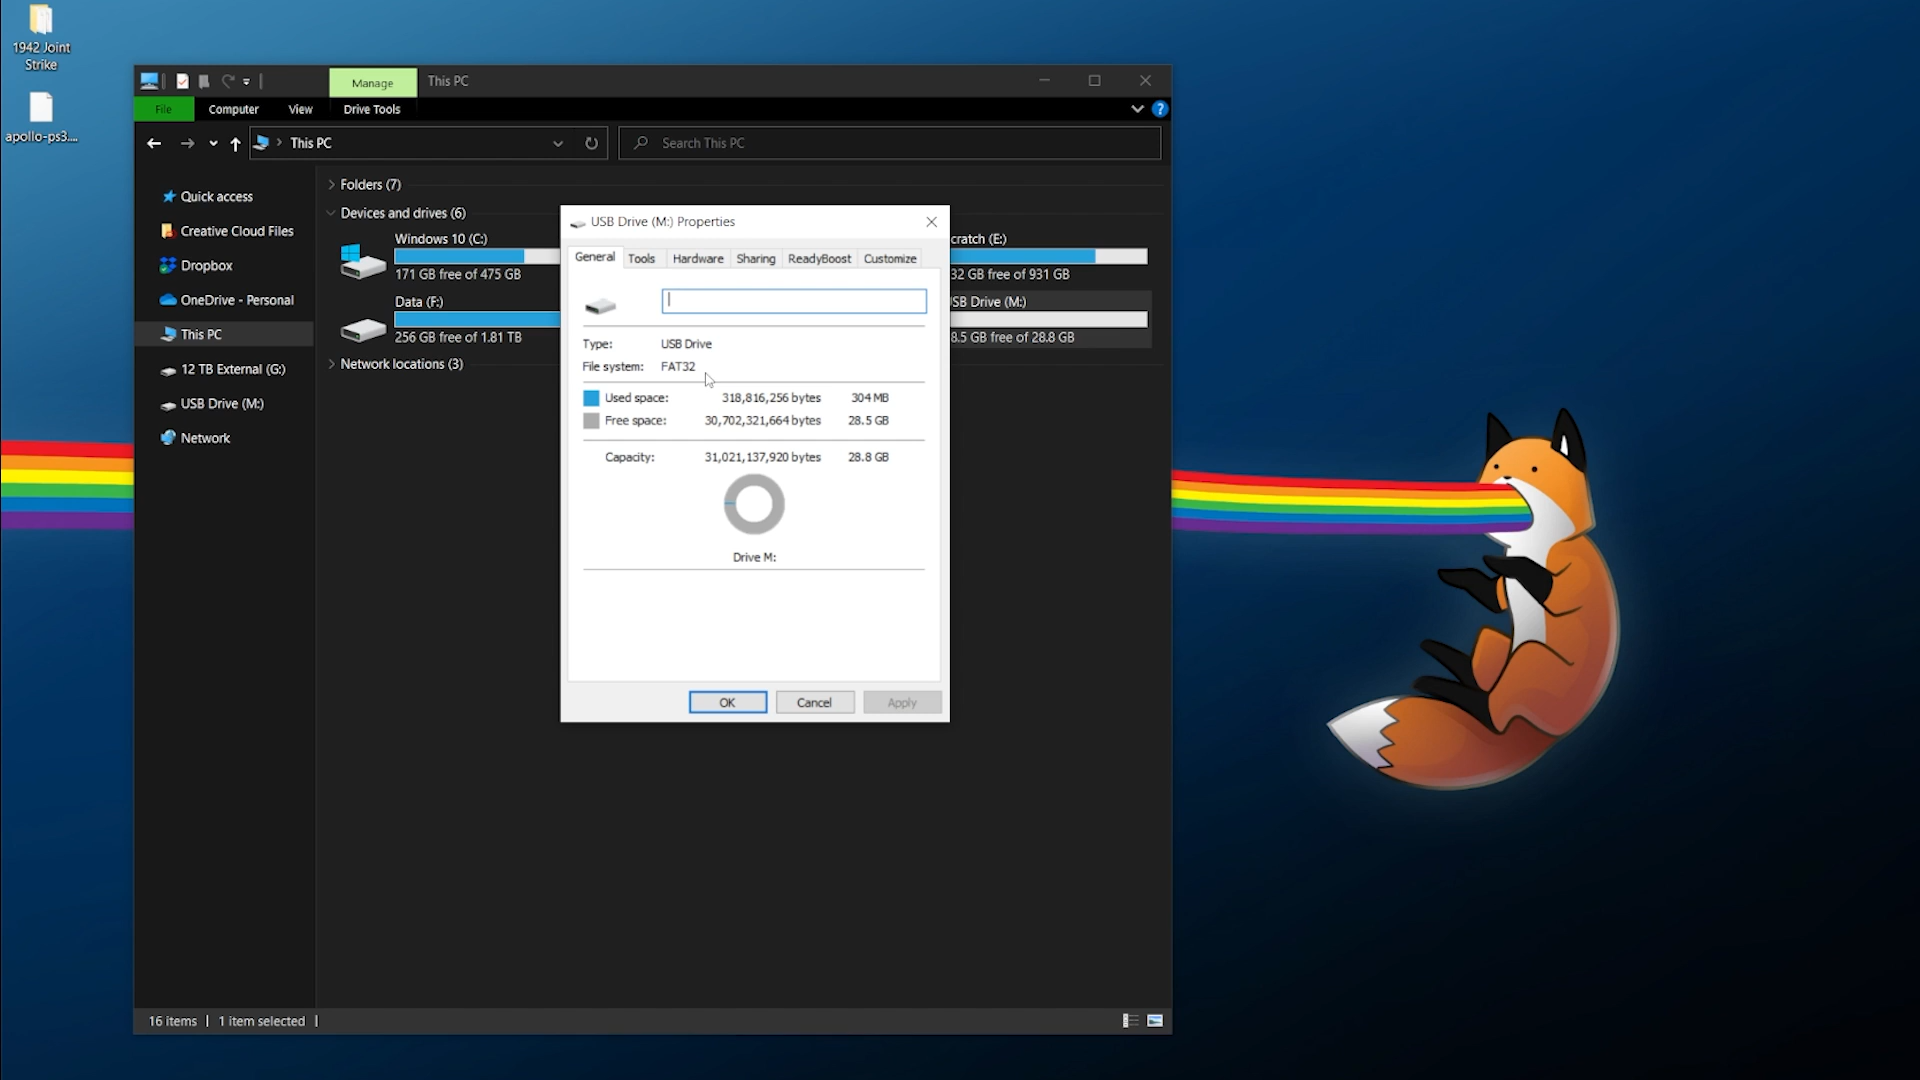 1942 Joint
Strike
apollo-ps3....
Manage
This PC
File
Computer
View
Drive Tools
This PC
Search This PC
Quick access
Creative Cloud Files
Dropbox
OneDrive - Personal
This PC
12 TB External (G:)
USB Drive (M:)
Network
Folders (7)
Devices and drives (6)
Windows 10 (C:)
171 GB free of 475 GB
Data (F:)
256 GB free of 1.81 TB
Network locations (3)
cratch (E:)
32 GB free of 931 GB
SB Drive (M:)
8.5 GB free of 28.8 GB
USB Drive (M:) Properties
General
Tools
Hardware
Sharing
ReadyBoost
Customize
Type: USB Drive
File system: FAT32
Used space: 318,816,256 bytes 304 MB
Free space: 30,702,321,664 bytes 28.5 GB
Capacity: 31,021,137,920 bytes 28.8 GB
Drive M:
OK
Cancel
Apply
16 items
1 item selected